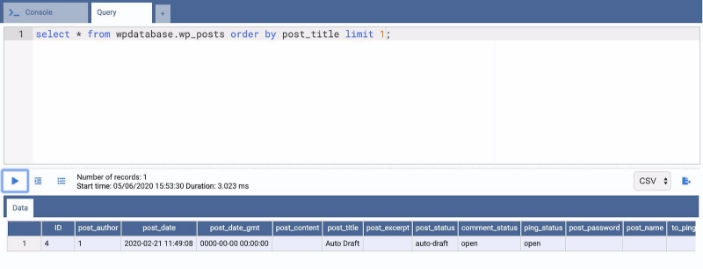 >_ Console Query +
1 select * from wpdatabase.wp_posts order by post_title limit 1;
Number of records: 1
Start time: 05/06/2020 15:53:30 Duration: 3.023 ms
CSV
Data
ID post_author post_date post_date_gmt post_content post_title post_excerpt post_status comment_status ping_status post_password post_name to_ping
1 4 1 2020-02-21 11:49:08 0000-00-00 00:00:00 Auto Draft auto-draft open open